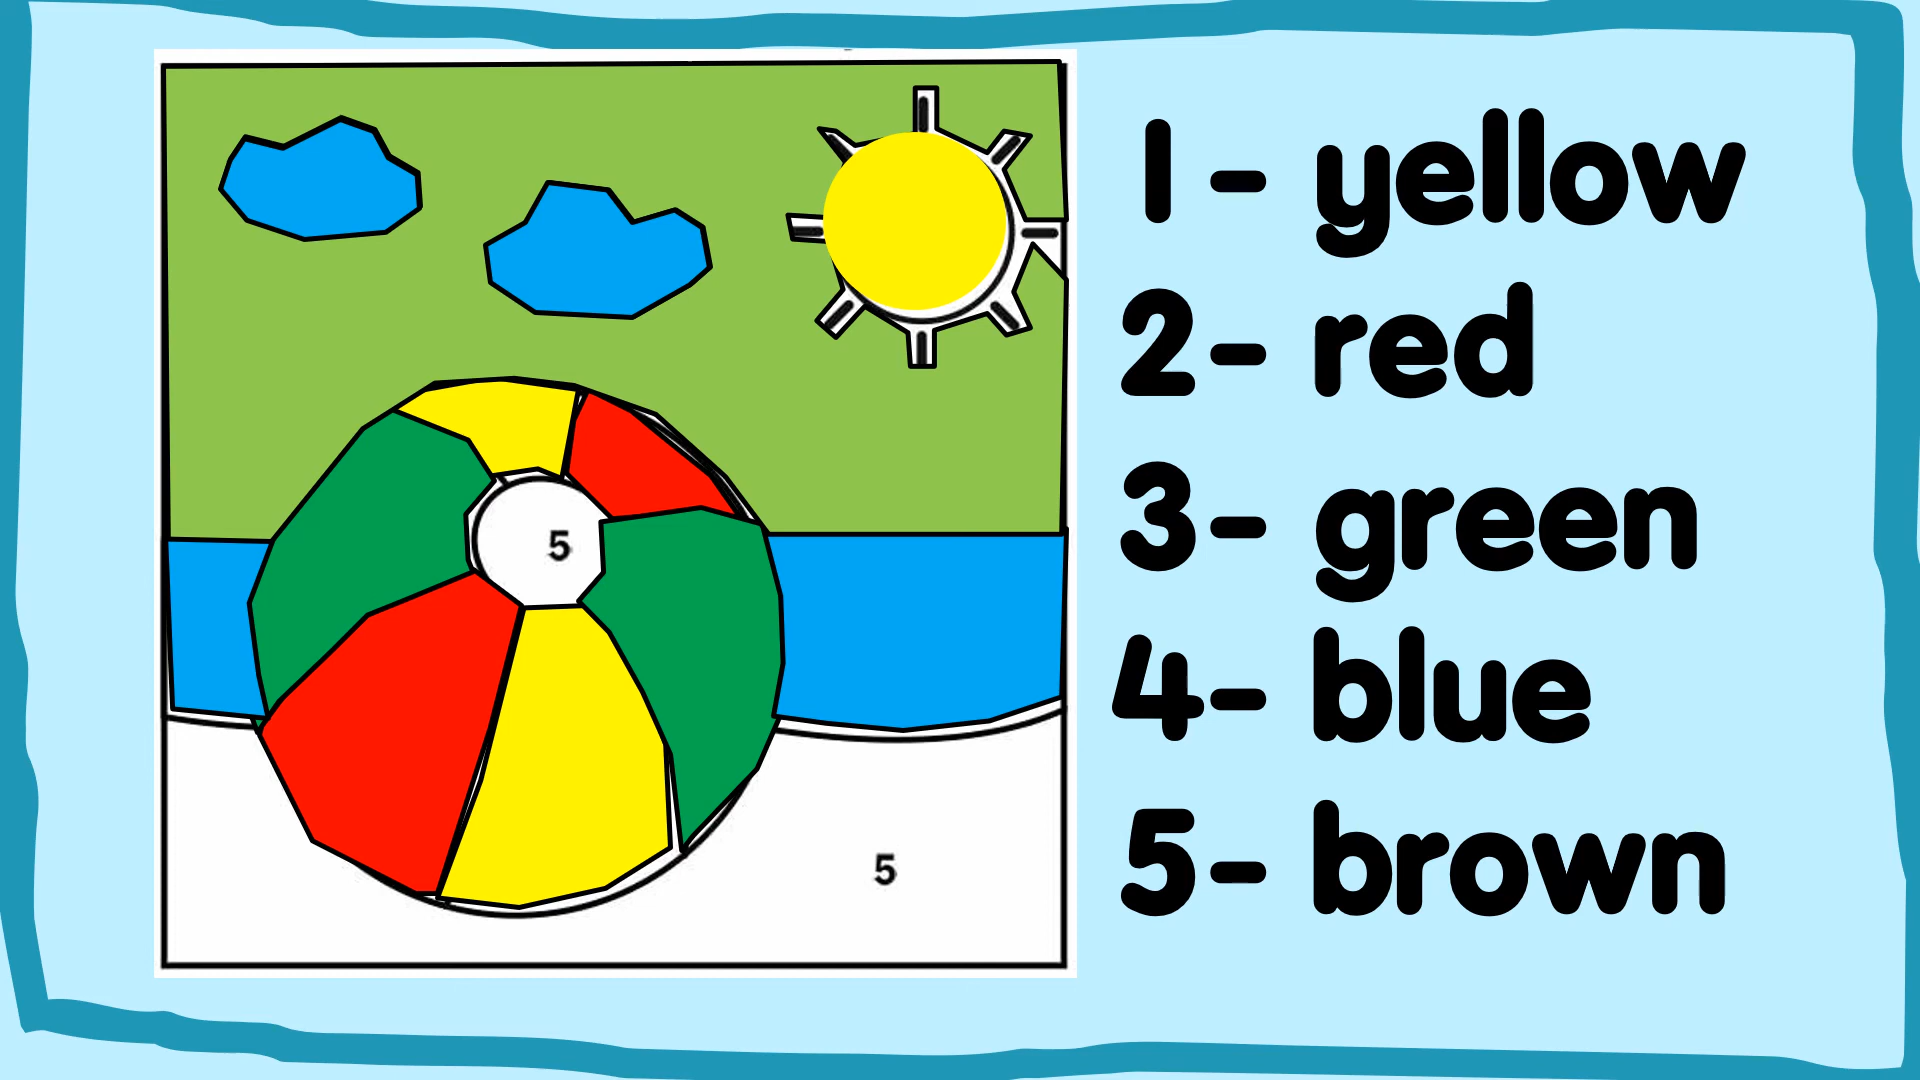 1 - yellow
2- red
3- green
4- blue
5- brown
5
5